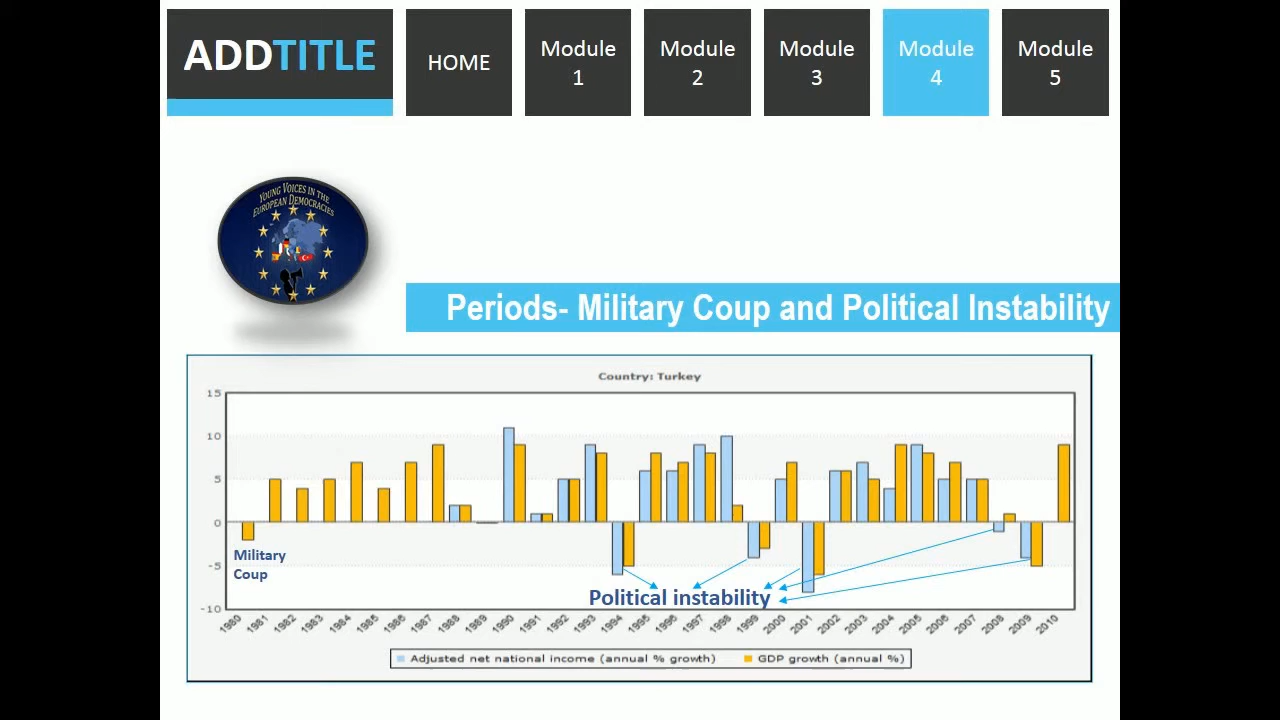 ADDTITLE
HOME
Module
1
Module
2
Module
3
Module
4
Module
5
YOUNG VOICES IN THE
EUROPEAN DEMOCRACIES
Periods- Military Coup and Political Instability
Country: Turkey
15
10
5
0
-5
-10
Military
Coup
Political instability
1980 1981 1982 1983 1984 1985 1986 1987 1988 1989 1990 1991 1992 1993 1994 1995 1996 1997 1998 1999 2000 2001 2002 2003 2004 2005 2006 2007 2008 2009 2010
Adjusted net national income (annual % growth) GDP growth (annual %)